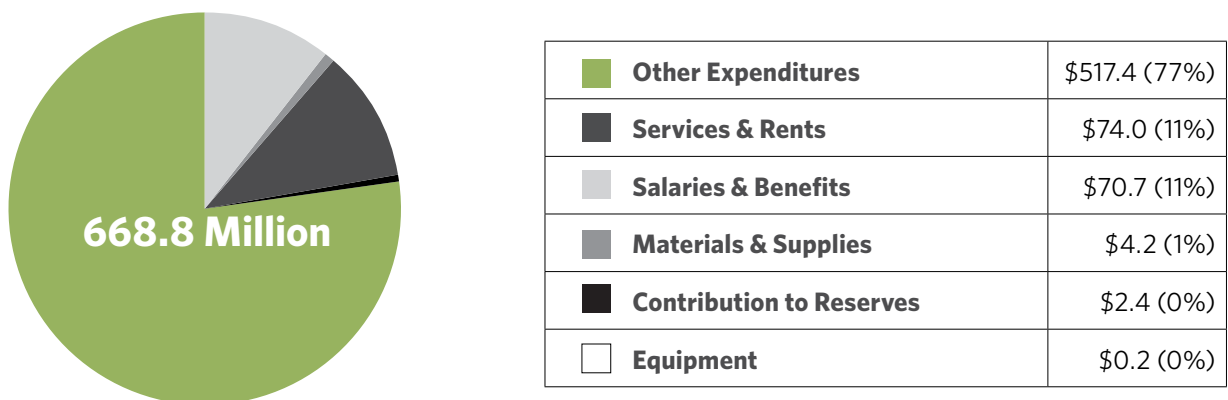 668.8 Million
Other Expenditures $517.4 (77%)
Services & Rents $74.0 (11%)
Salaries & Benefits $70.7 (11%)
Materials & Supplies $4.2 (1%)
Contribution to Reserves $2.4 (0%)
Equipment $0.2 (0%)